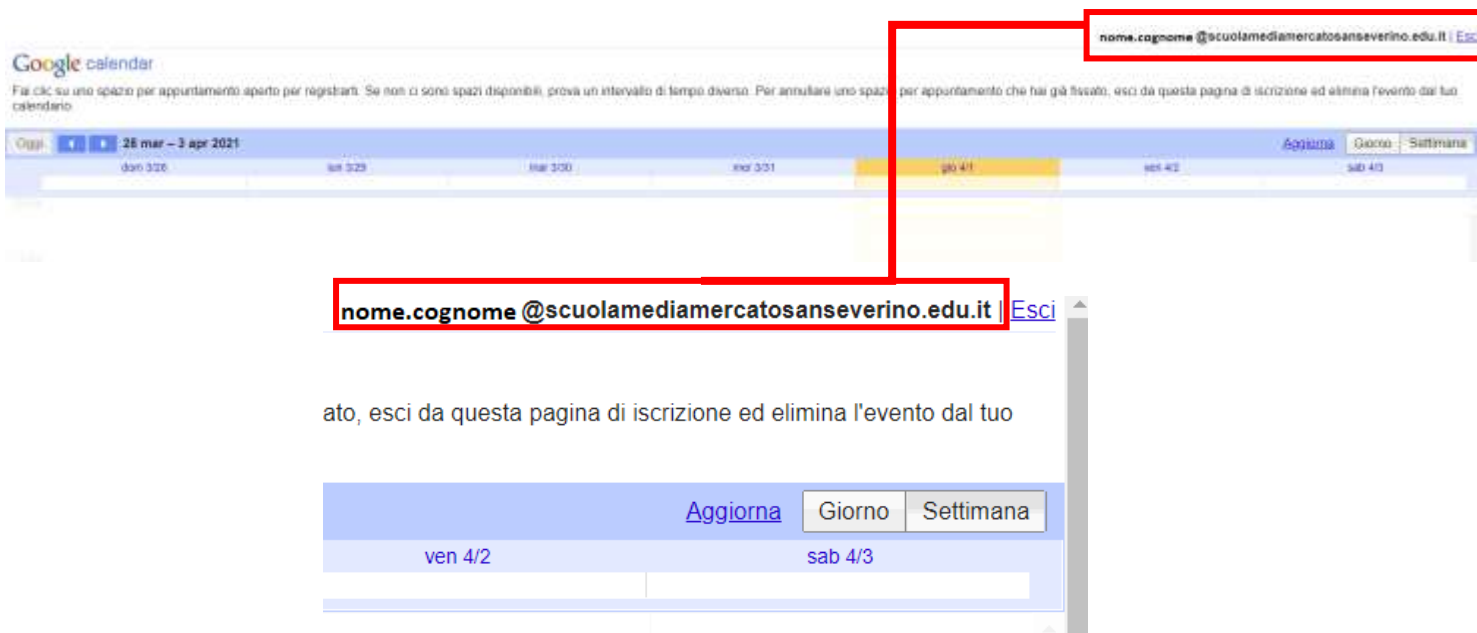 nome.cognome @scuolamediamercatosanseverino.edu.it | Esci
Google calendar
Fai clic su uno spazio per appuntamento aperto per registrarti. Se non ci sono spazi disponibili, prova un intervallo di tempo diverso. Per annullare uno spazio per appuntamento che hai già fissato, esci da questa pagina di iscrizione ed elimina l'evento dal tuo
calendario.
Oggi 28 mar – 3 apr 2021 Aggiorna Giorno Settimana
dom 3/28 lun 3/29 mar 3/30 mer 3/31 gio 4/1 ven 4/2 sab 4/3
nome.cognome @scuolamediamercatosanseverino.edu.it | Esci
ato, esci da questa pagina di iscrizione ed elimina l'evento dal tuo
Aggiorna Giorno Settimana
ven 4/2 sab 4/3